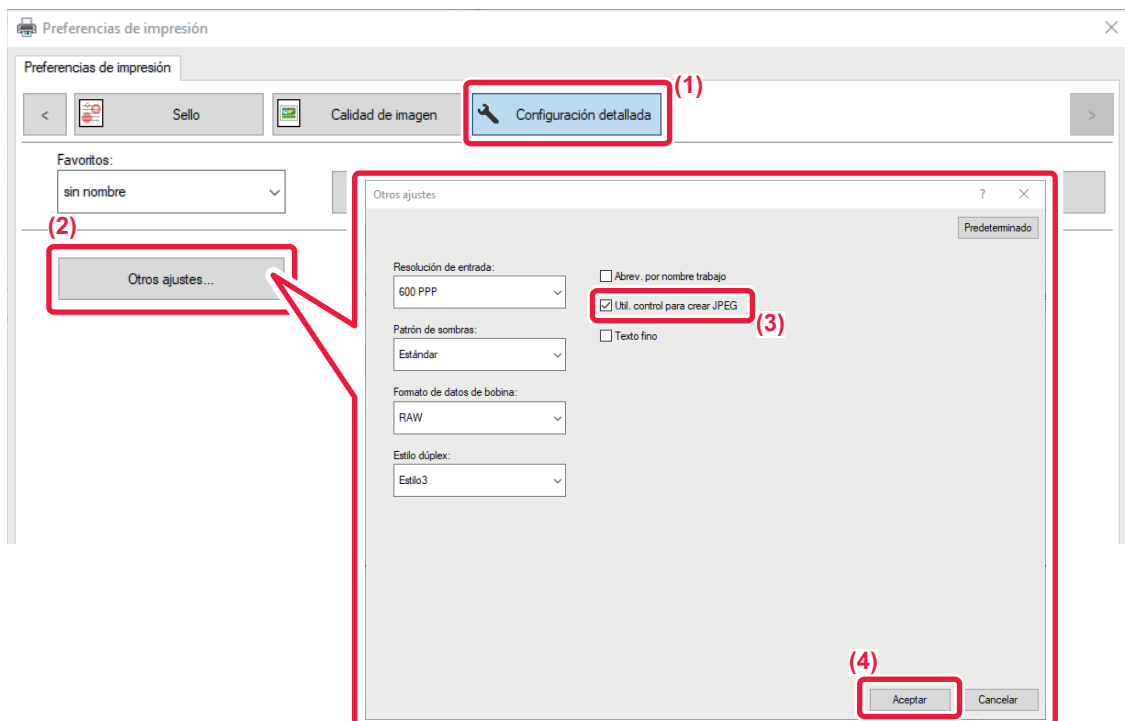 Preferencias de impresión
Preferencias de impresión
(1)
<
Sello
Calidad de imagen
Configuración detallada
>
Favoritos:
sin nombre
(2)
Otros ajustes...
Otros ajustes
?
Predeterminado
Resolución de entrada:
600 PPP
Patrón de sombras:
Estándar
Formato de datos de bobina:
RAW
Estilo dúplex:
Estilo3
Abrev. por nombre trabajo
Util. control para crear JPEG
(3)
Texto fino
(4)
Aceptar
Cancelar